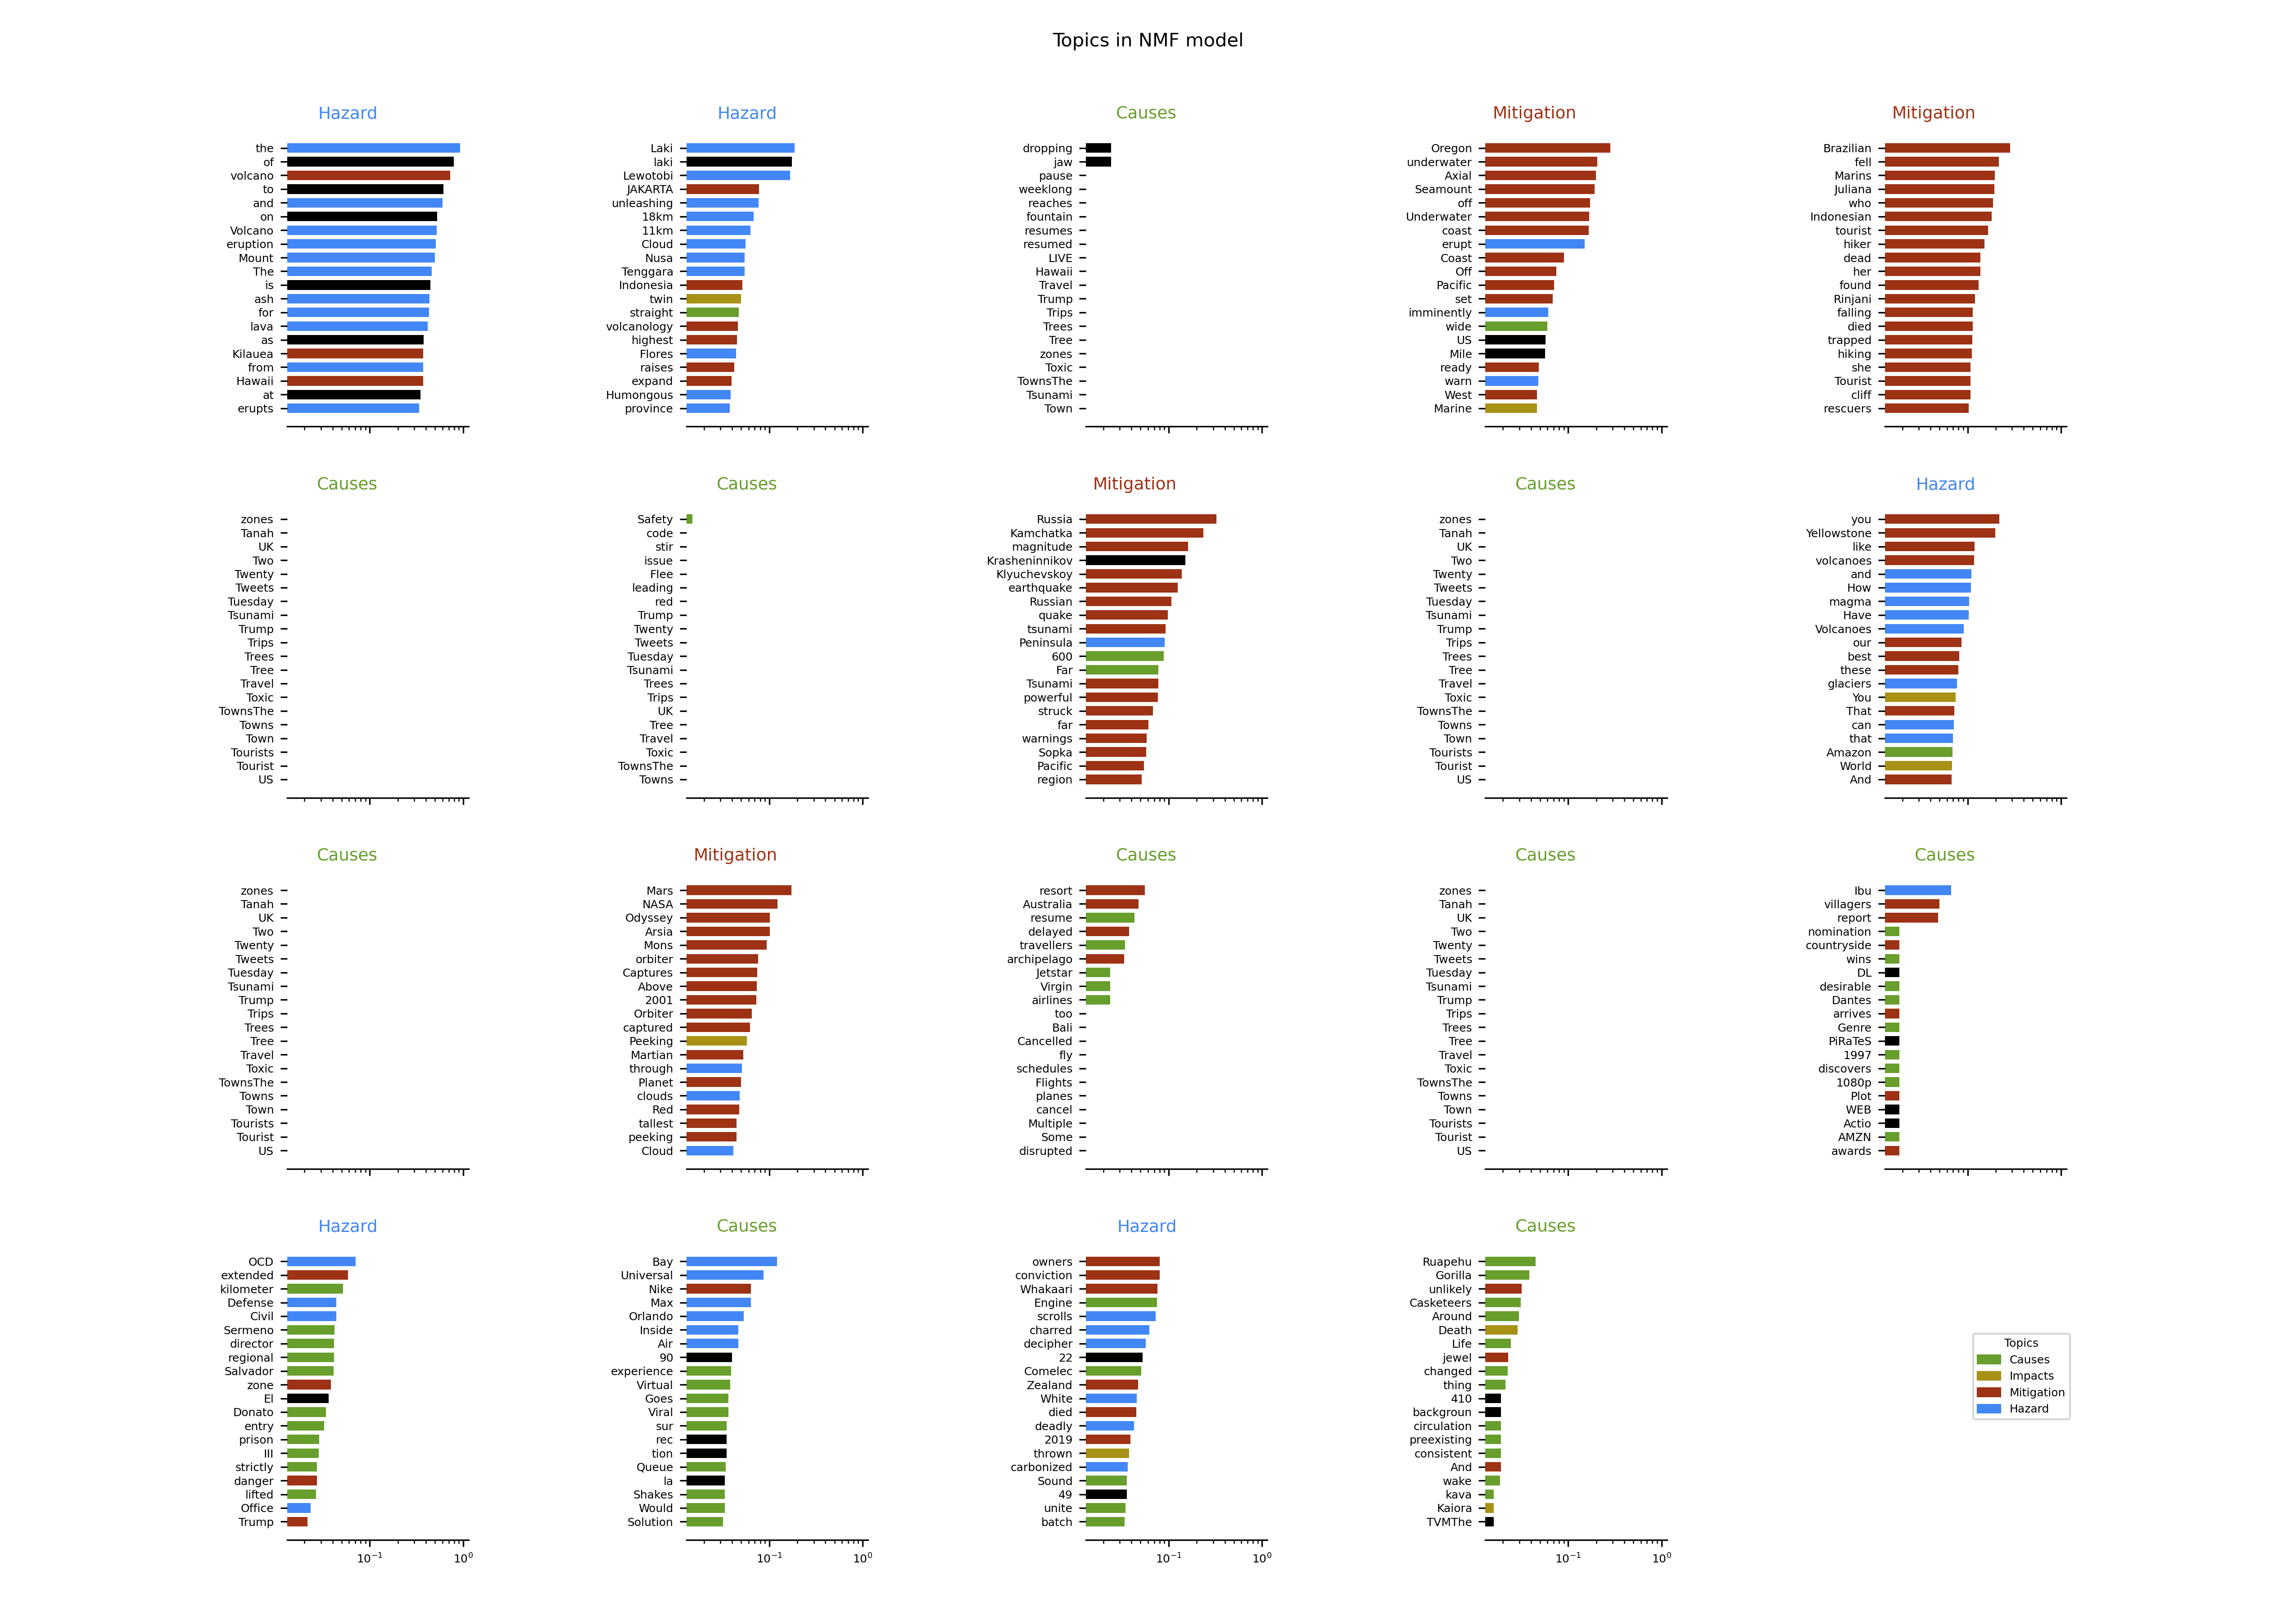 Topics in NMF model
Hazard
the
of
volcano
to
and
on
Volcano
eruption
Mount
The
is
ash
for
lava
as
Kilauea
from
Hawaii
at
erupts
Hazard
Laki
laki
Lewotobi
JAKARTA
unleashing
18km
11km
Cloud
Nusa
Tenggara
Indonesia
twin
straight
volcanology
highest
Flores
raises
expand
Humongous
province
Causes
dropping
jaw
pause
weeklong
reaches
fountain
resumes
resumed
LIVE
Hawaii
Travel
Trump
Trips
Trees
Tree
zones
Toxic
TownsThe
Tsunami
Town
Mitigation
Oregon
underwater
Axial
Seamount
off
Underwater
coast
erupt
Coast
Off
Pacific
set
imminently
wide
US
Mile
ready
warn
West
Marine
Mitigation
Brazilian
fell
Marins
Juliana
who
Indonesian
tourist
hiker
dead
her
found
Rinjani
falling
died
trapped
hiking
she
Tourist
cliff
rescuers
Causes
zones
Tanah
UK
Two
Twenty
Tweets
Tuesday
Tsunami
Trump
Trips
Trees
Tree
Travel
Toxic
TownsThe
Towns
Town
Tourists
Tourist
US
Causes
Safety
code
stir
issue
Flee
leading
red
Trump
Twenty
Tweets
Tuesday
Tsunami
Trees
Trips
UK
Tree
Travel
Toxic
TownsThe
Towns
Mitigation
Russia
Kamchatka
magnitude
Krasheninnikov
Klyuchevskoy
earthquake
Russian
quake
tsunami
Peninsula
600
Far
Tsunami
powerful
struck
far
warnings
Sopka
Pacific
region
Causes
zones
Tanah
UK
Two
Twenty
Tweets
Tuesday
Tsunami
Trump
Trips
Trees
Tree
Travel
Toxic
TownsThe
Towns
Town
Tourists
Tourist
US
Hazard
you
Yellowstone
like
volcanoes
and
How
magma
Have
Volcanoes
our
best
these
glaciers
You
That
can
that
Amazon
World
And
Causes
zones
Tanah
UK
Two
Twenty
Tweets
Tuesday
Tsunami
Trump
Trips
Trees
Tree
Travel
Toxic
TownsThe
Towns
Town
Tourists
Tourist
US
Mitigation
Mars
NASA
Odyssey
Arsia
Mons
orbiter
Captures
Above
2001
Orbiter
captured
Peeking
Martian
through
Planet
clouds
Red
tallest
peeking
Cloud
Causes
resort
Australia
resume
delayed
travellers
archipelago
Jetstar
Virgin
airlines
too
Bali
Cancelled
fly
schedules
Flights
planes
cancel
Multiple
Some
disrupted
Causes
zones
Tanah
UK
Two
Twenty
Tweets
Tuesday
Tsunami
Trump
Trips
Trees
Tree
Travel
Toxic
TownsThe
Towns
Town
Tourists
Tourist
US
Causes
Ibu
villagers
report
nomination
countryside
wins
DL
desirable
Dantes
arrives
Genre
PiRaTeS
1997
discovers
1080p
Plot
WEB
Actio
AMZN
awards
Hazard
OCD
extended
kilometer
Defense
Civil
Sermeno
director
regional
Salvador
zone
El
Donato
entry
prison
III
strictly
danger
lifted
Office
Trump
10⁻¹ 10⁰
Causes
Bay
Universal
Nike
Max
Orlando
Inside
Air
90
experience
Virtual
Goes
Viral
sur
rec
tion
Queue
la
Shakes
Would
Solution
10⁻¹ 10⁰
Hazard
owners
conviction
Whakaari
Engine
scrolls
charred
decipher
22
Comelec
Zealand
White
died
deadly
2019
thrown
carbonized
Sound
49
unite
batch
10⁻¹ 10⁰
Causes
Ruapehu
Gorilla
unlikely
Casketeers
Around
Death
Life
jewel
changed
thing
410
backgroun
circulation
preexisting
consistent
And
wake
kava
Kaiora
TVMThe
10⁻¹ 10⁰
Topics
Causes
Impacts
Mitigation
Hazard